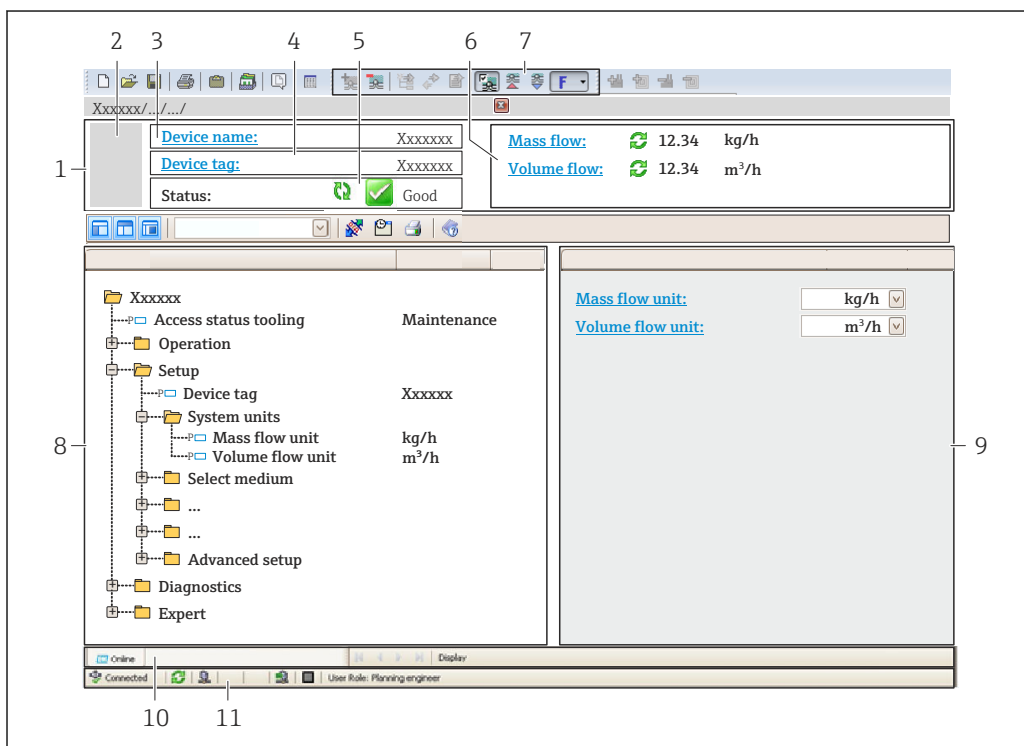 2 3 4 5 6 7
F
Xxxxxx/../../
1
Device name: Xxxxxxx
Device tag: Xxxxxxx
Status: Good
Mass flow: 12.34 kg/h
Volume flow: 12.34 m³/h
Xxxxxx
P Access status tooling Maintenance
Operation
Setup
P Device tag Xxxxxx
System units
P Mass flow unit kg/h
P Volume flow unit m³/h
Select medium
...
...
Advanced setup
Diagnostics
Expert
8
Mass flow unit: kg/h
Volume flow unit: m³/h
9
Online Display
Connected User Role: Planning engineer
10 11